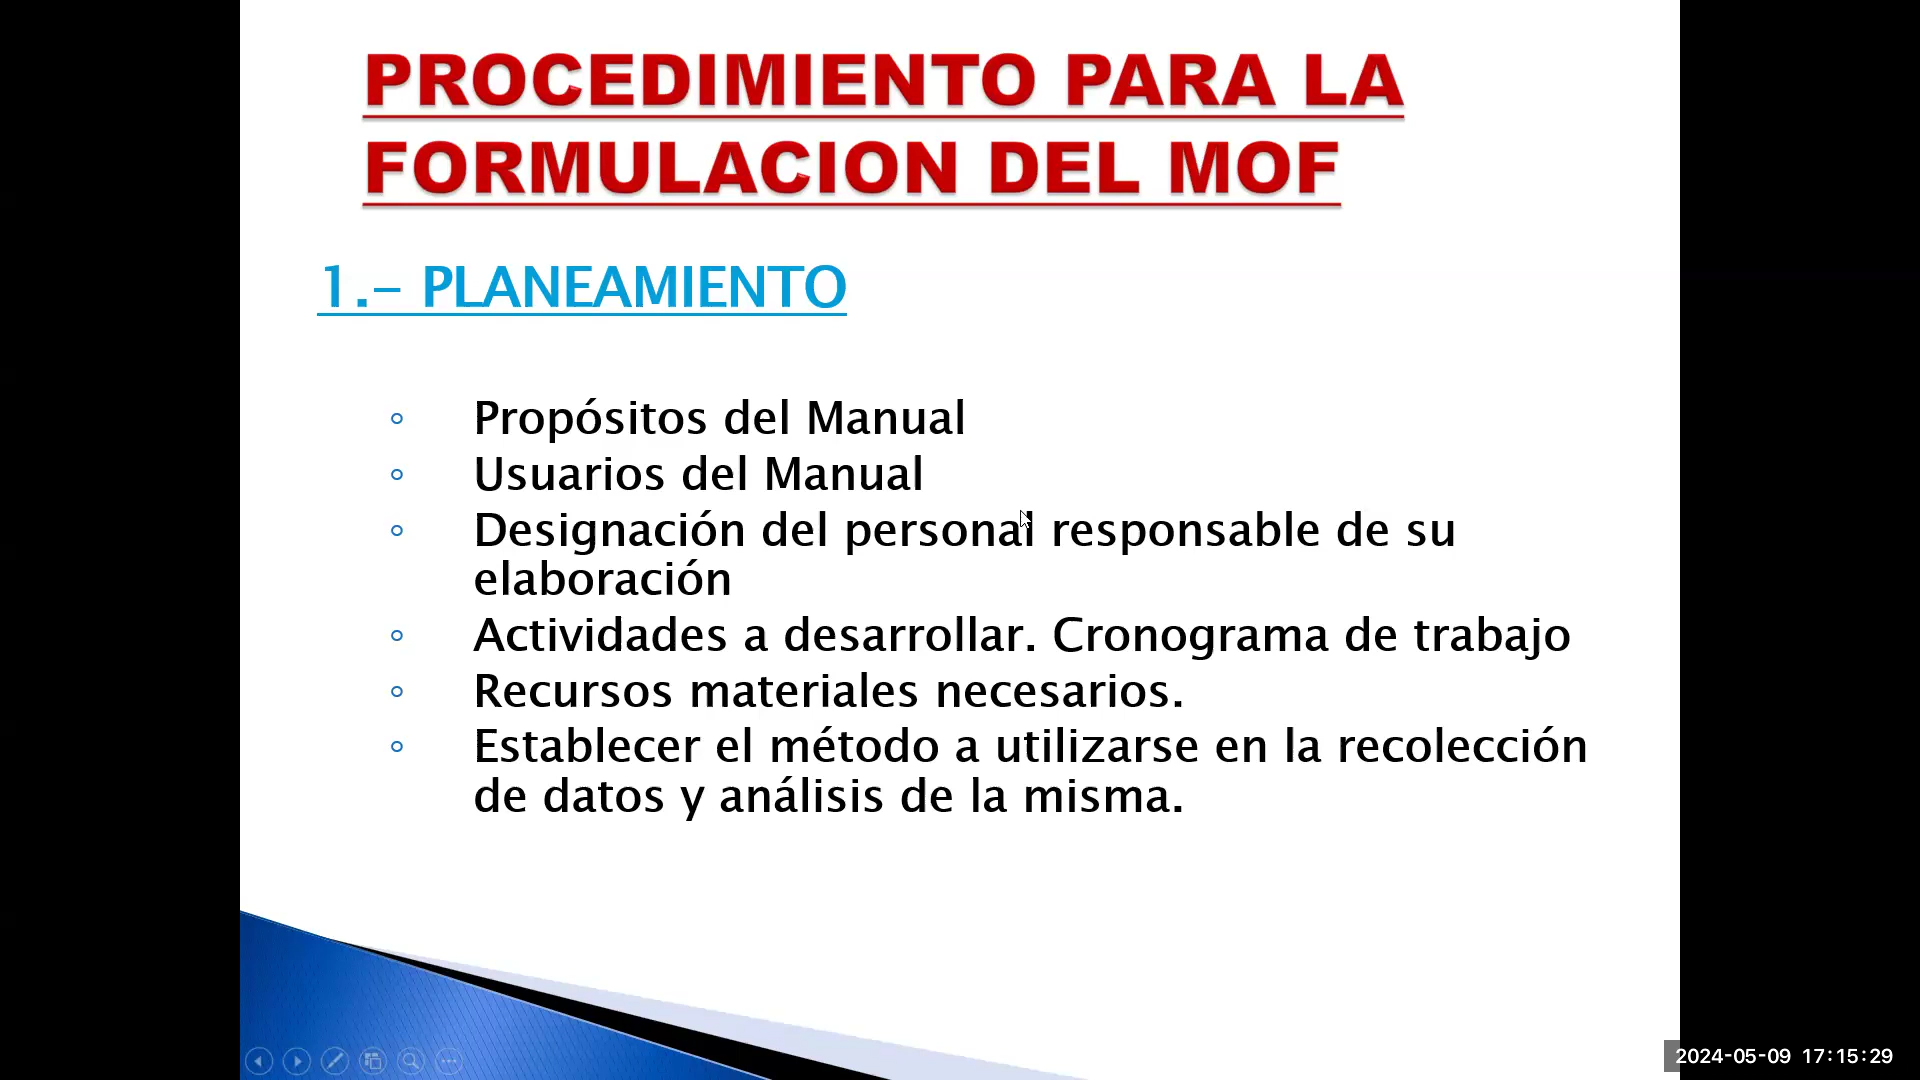 PROCEDIMIENTO PARA LA
FORMULACION DEL MOF
1.- PLANEAMIENTO
Propósitos del Manual
Usuarios del Manual
Designación del personal responsable de su
elaboración
Actividades a desarrollar. Cronograma de trabajo
Recursos materiales necesarios.
Establecer el método a utilizarse en la recolección
de datos y análisis de la misma.
2024-05-09 17:15:29